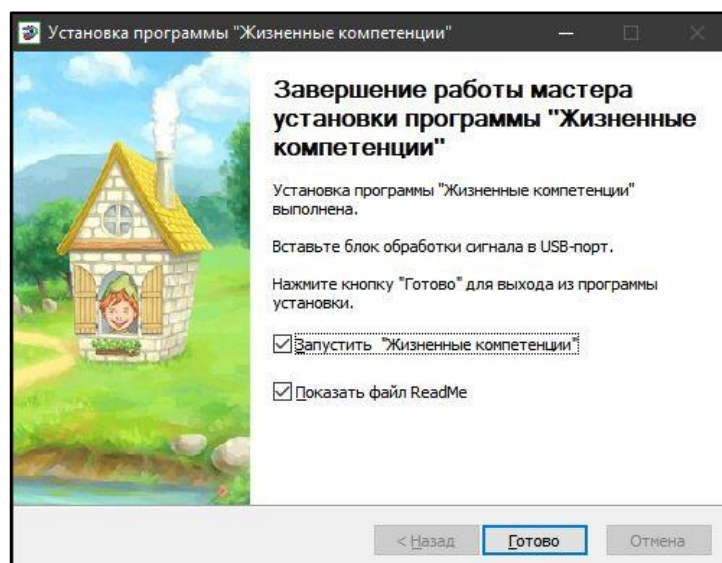 Установка программы "Жизненные компетенции"
Завершение работы мастера
установки программы "Жизненные
компетенции"
Установка программы "Жизненные компетенции"
выполнена.
Вставьте блок обработки сигнала в USB-порт.
Нажмите кнопку "Готово" для выхода из программы
установки.
Запустить "Жизненные компетенции"
Показать файл ReadMe
< Назад
Готово
Отмена